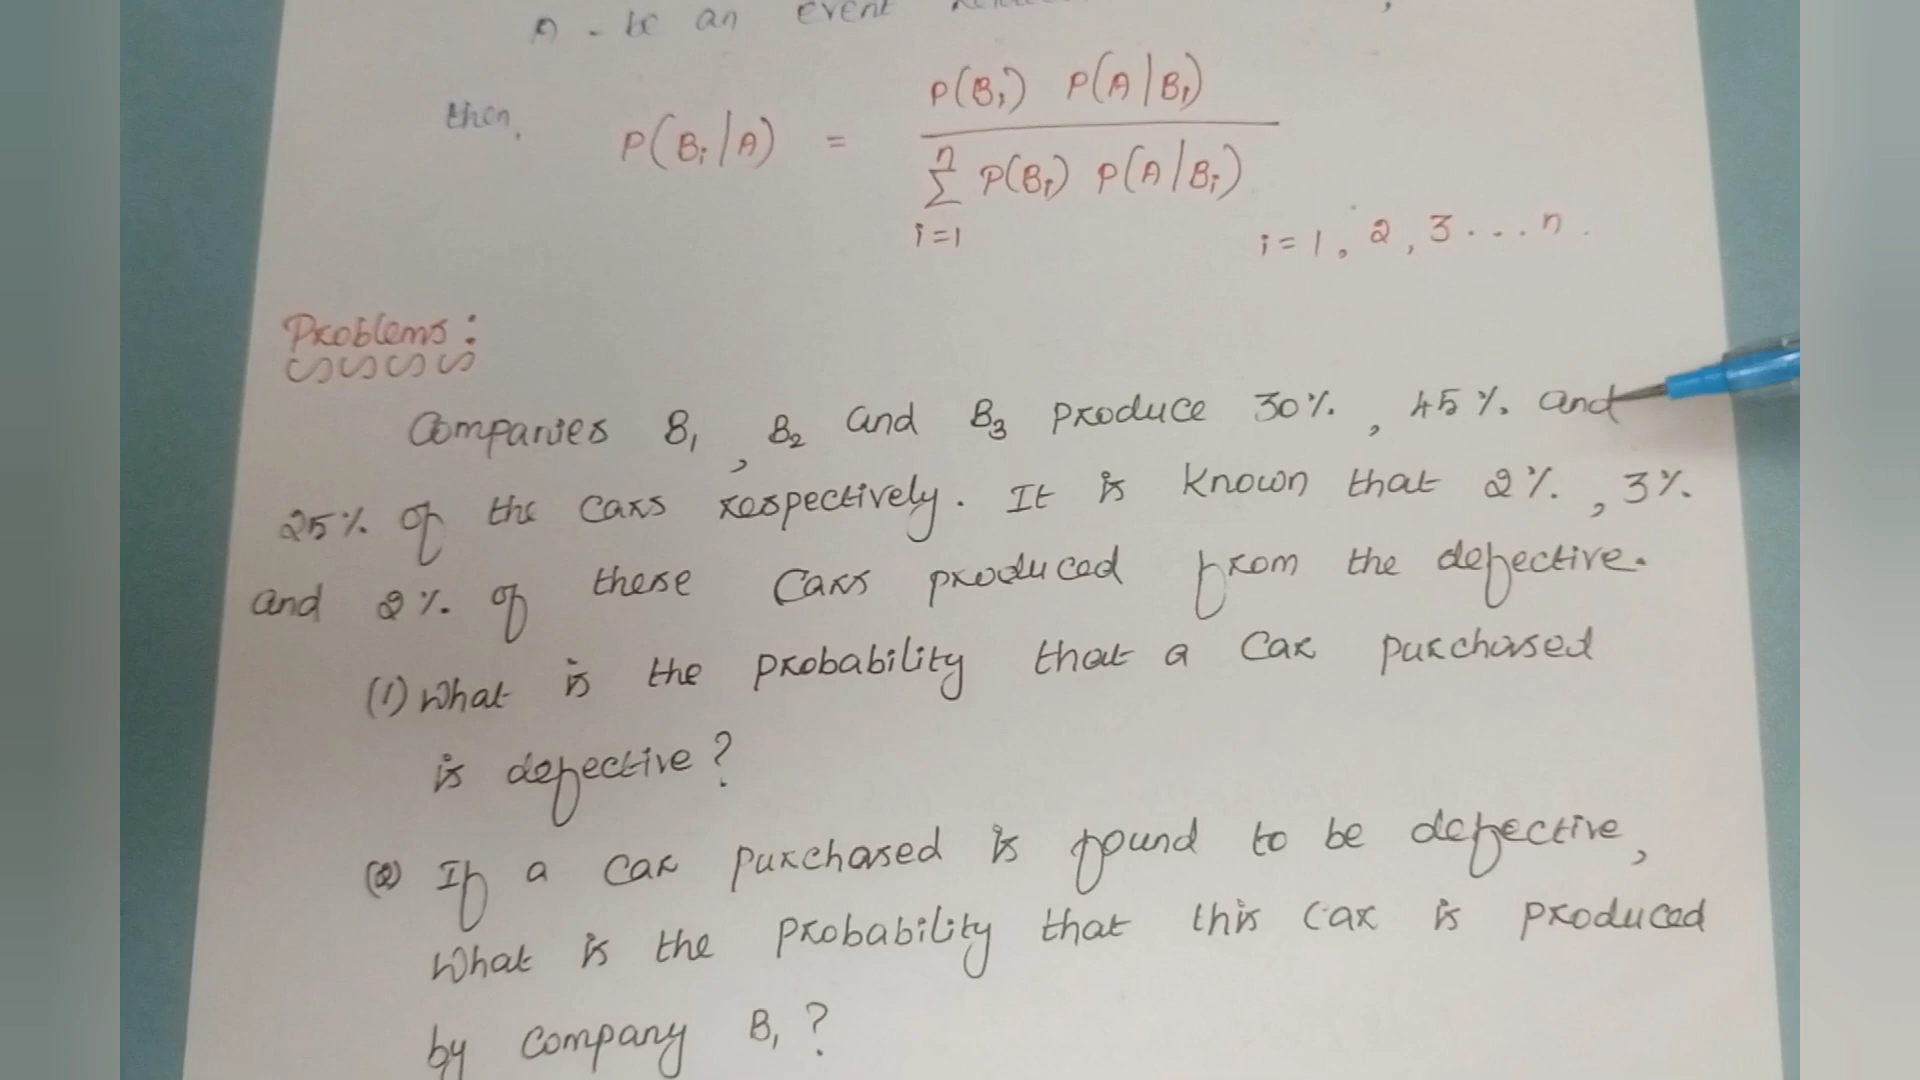 A - be an event
then, P(Bi/A) = P(Bi) P(A/Bi) / n Σ i=1 P(Bi) P(A/Bi)
i = 1, 2, 3 ... n.
Problems:
Companies B1, B2 and B3 produce 30%, 45% and
25% of the cars respectively. It is known that 2%, 3%
and 2% of these cars produced from the defective.
(1) What is the probability that a car purchased
is defective?
(2) If a car purchased is found to be defective,
What is the probability that this car is produced
by company B1?